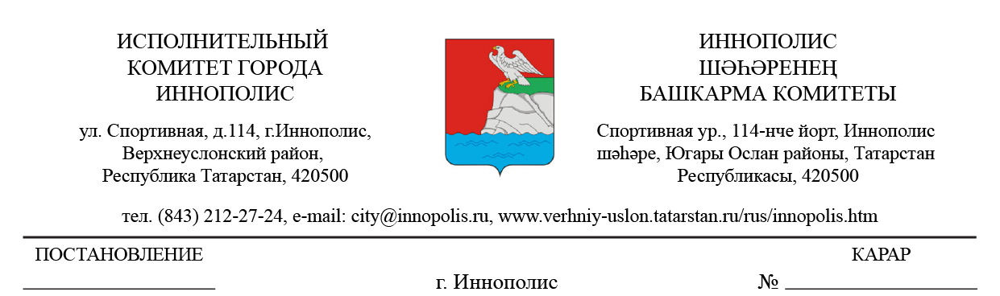 ИСПОЛНИТЕЛЬНЫЙ
КОМИТЕТ ГОРОДА
ИННОПОЛИС
ул. Спортивная, д.114, г.Иннополис,
Верхнеуслонский район,
Республика Татарстан, 420500
ИННОПОЛИС
ШӘҺӘРЕНЕҢ
БАШКАРМА КОМИТЕТЫ
Спортивная ур., 114-нче йорт, Иннополис
шәһәре, Югары Ослан районы, Татарстан
Республикасы, 420500
тел. (843) 212-27-24, e-mail: city@innopolis.ru, www.verhniy-uslon.tatarstan.ru/rus/innopolis.htm
ПОСТАНОВЛЕНИЕ
КАРАР
г. Иннополис
№